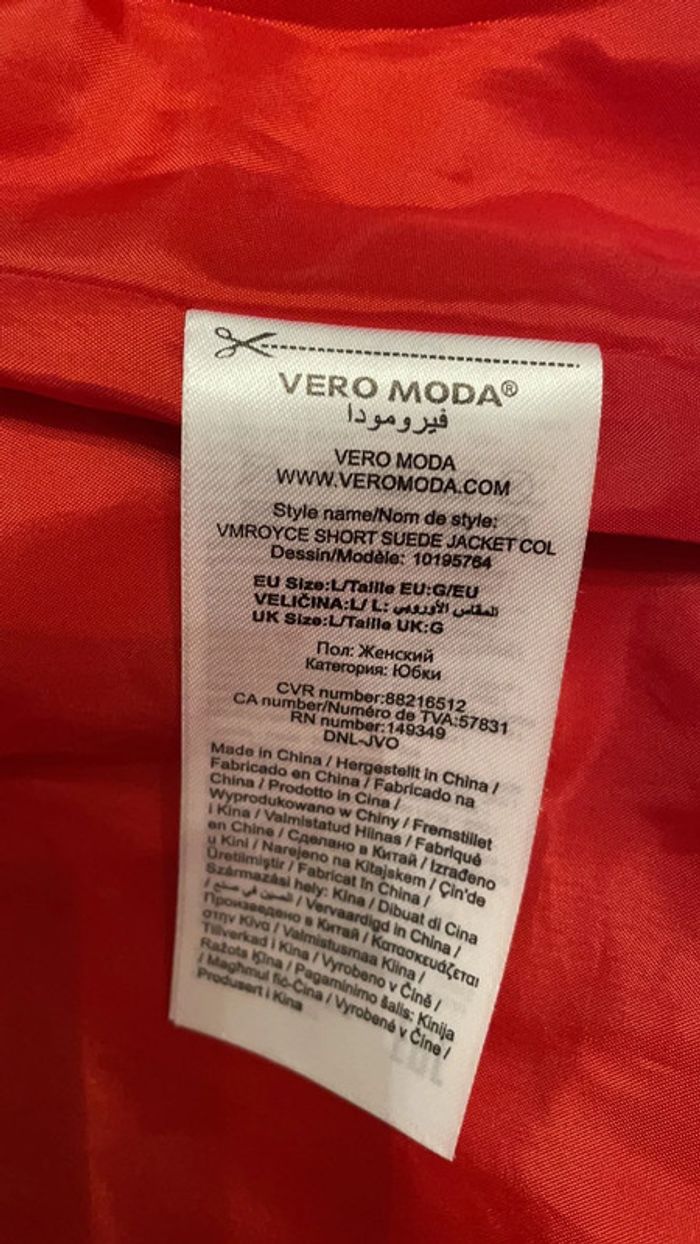 VERO MODA®
فيرومودا
VERO MODA
WWW.VEROMODA.COM
Style name/Nom de style:
VMROYCE SHORT SUEDE JACKET COL
Dessin/Modèle: 10195764
EU Size:L/Taille EU:G/EU
VELIČINA:L/ L: المقاس الأوروبي
UK Size:L/Taille UK:G
Пол: Женский
Категория: Юбки
CVR number:88216512
CA number/Numéro de TVA:57831
RN number:149349
DNL-JVO
Made in China / Hergestellt in China /
Fabricado en China / Fabricado na
China / Prodotto in Cina /
Wyprodukowano w Chiny / Fremstillet
i Kina / Valmistatud Hiinas / Fabriqué
en Chine / Сделано в Китай / Izrađeno
u Kini / Narejeno na Kitajskem / Çin'de
Üretilmiştir / Fabricat în China /
Származási hely: Kína / Dibuat di Cina
/ الصين في صنع / Vervaardigd in China /
Произведено в Китай / Κατασκευάζεται
στην Κίνα / Valmistusmaa Kiina /
Tillverkad i Kina / Vyrobeno v Číně /
Ražots Ķīna / Pagaminimo šalis: Kinija
/ Magħmul fiċ-Ċina / Vyrobené v Číne /
Produsert i Kina